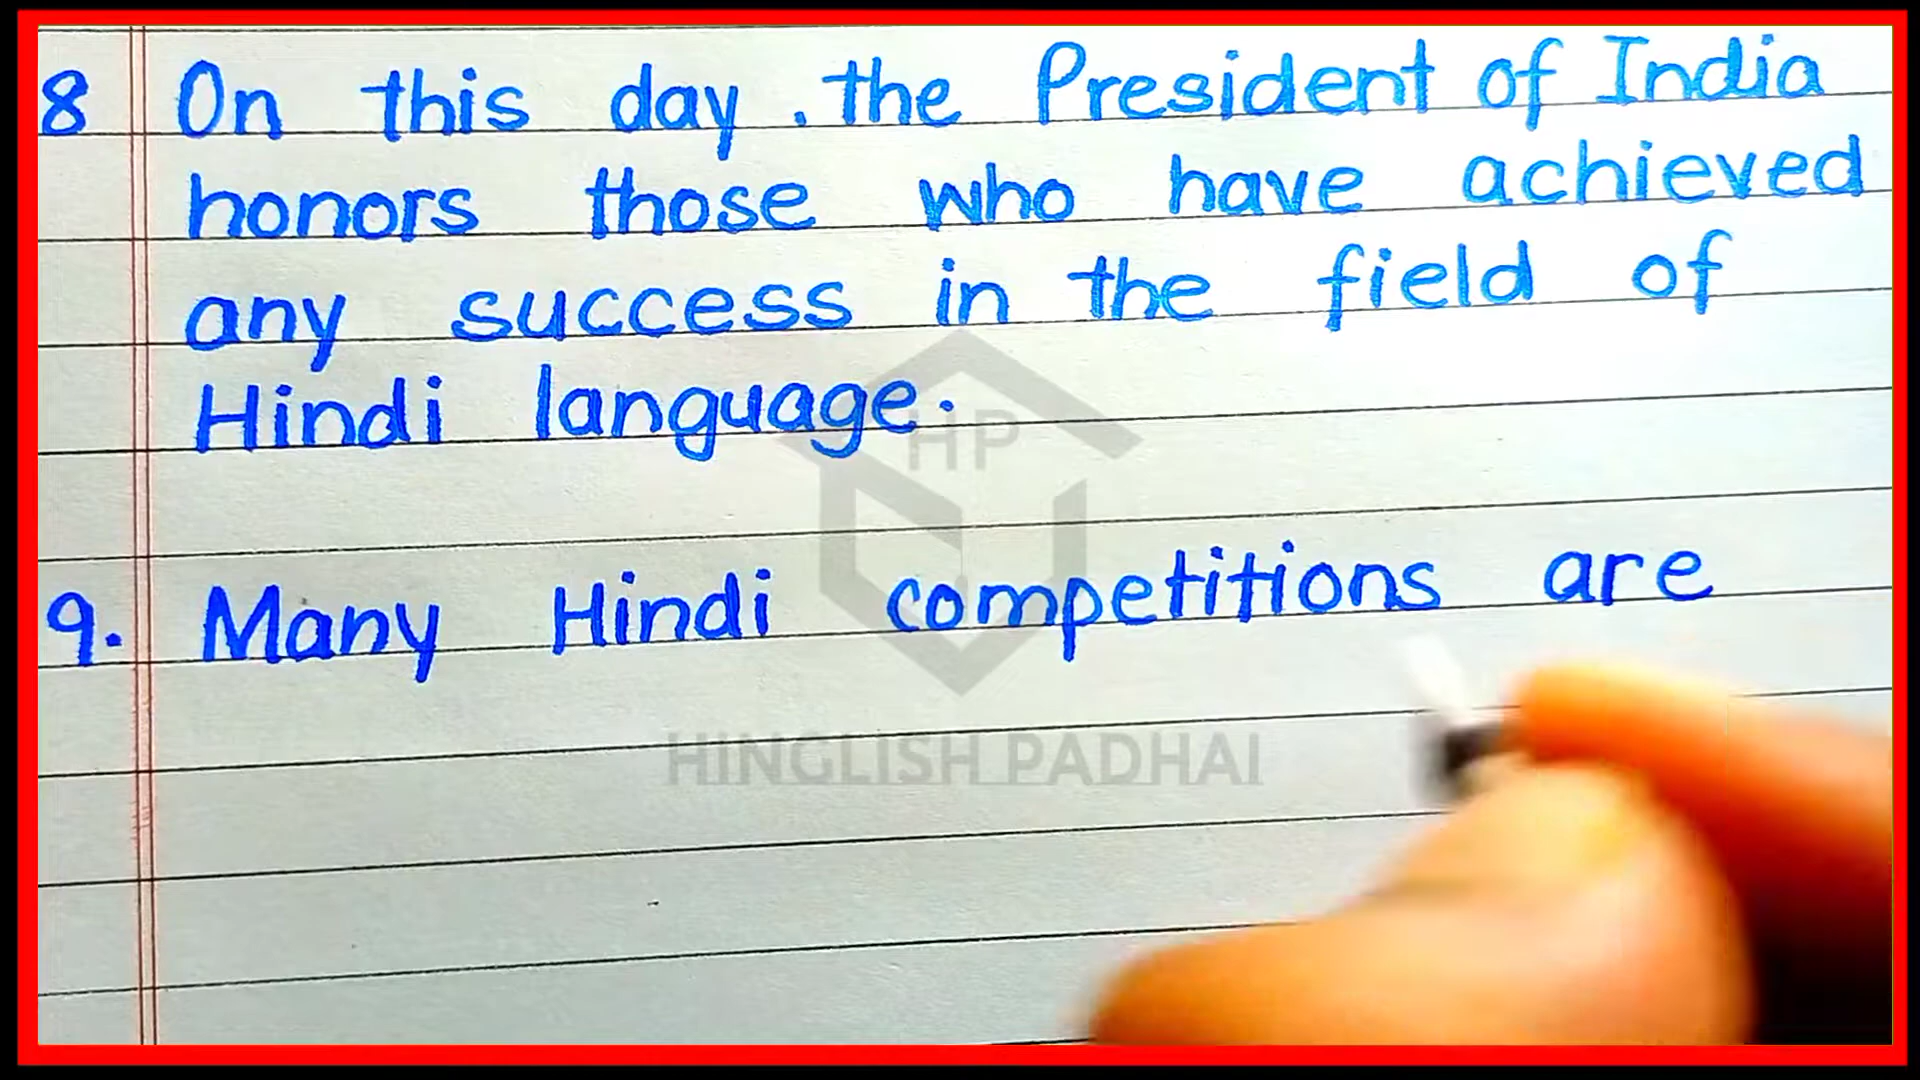 8 On this day . the President of India
honors those who have achieved
any success in the field of
Hindi language.
HP
9. Many Hindi competitions are
HINGLISH PADHAI